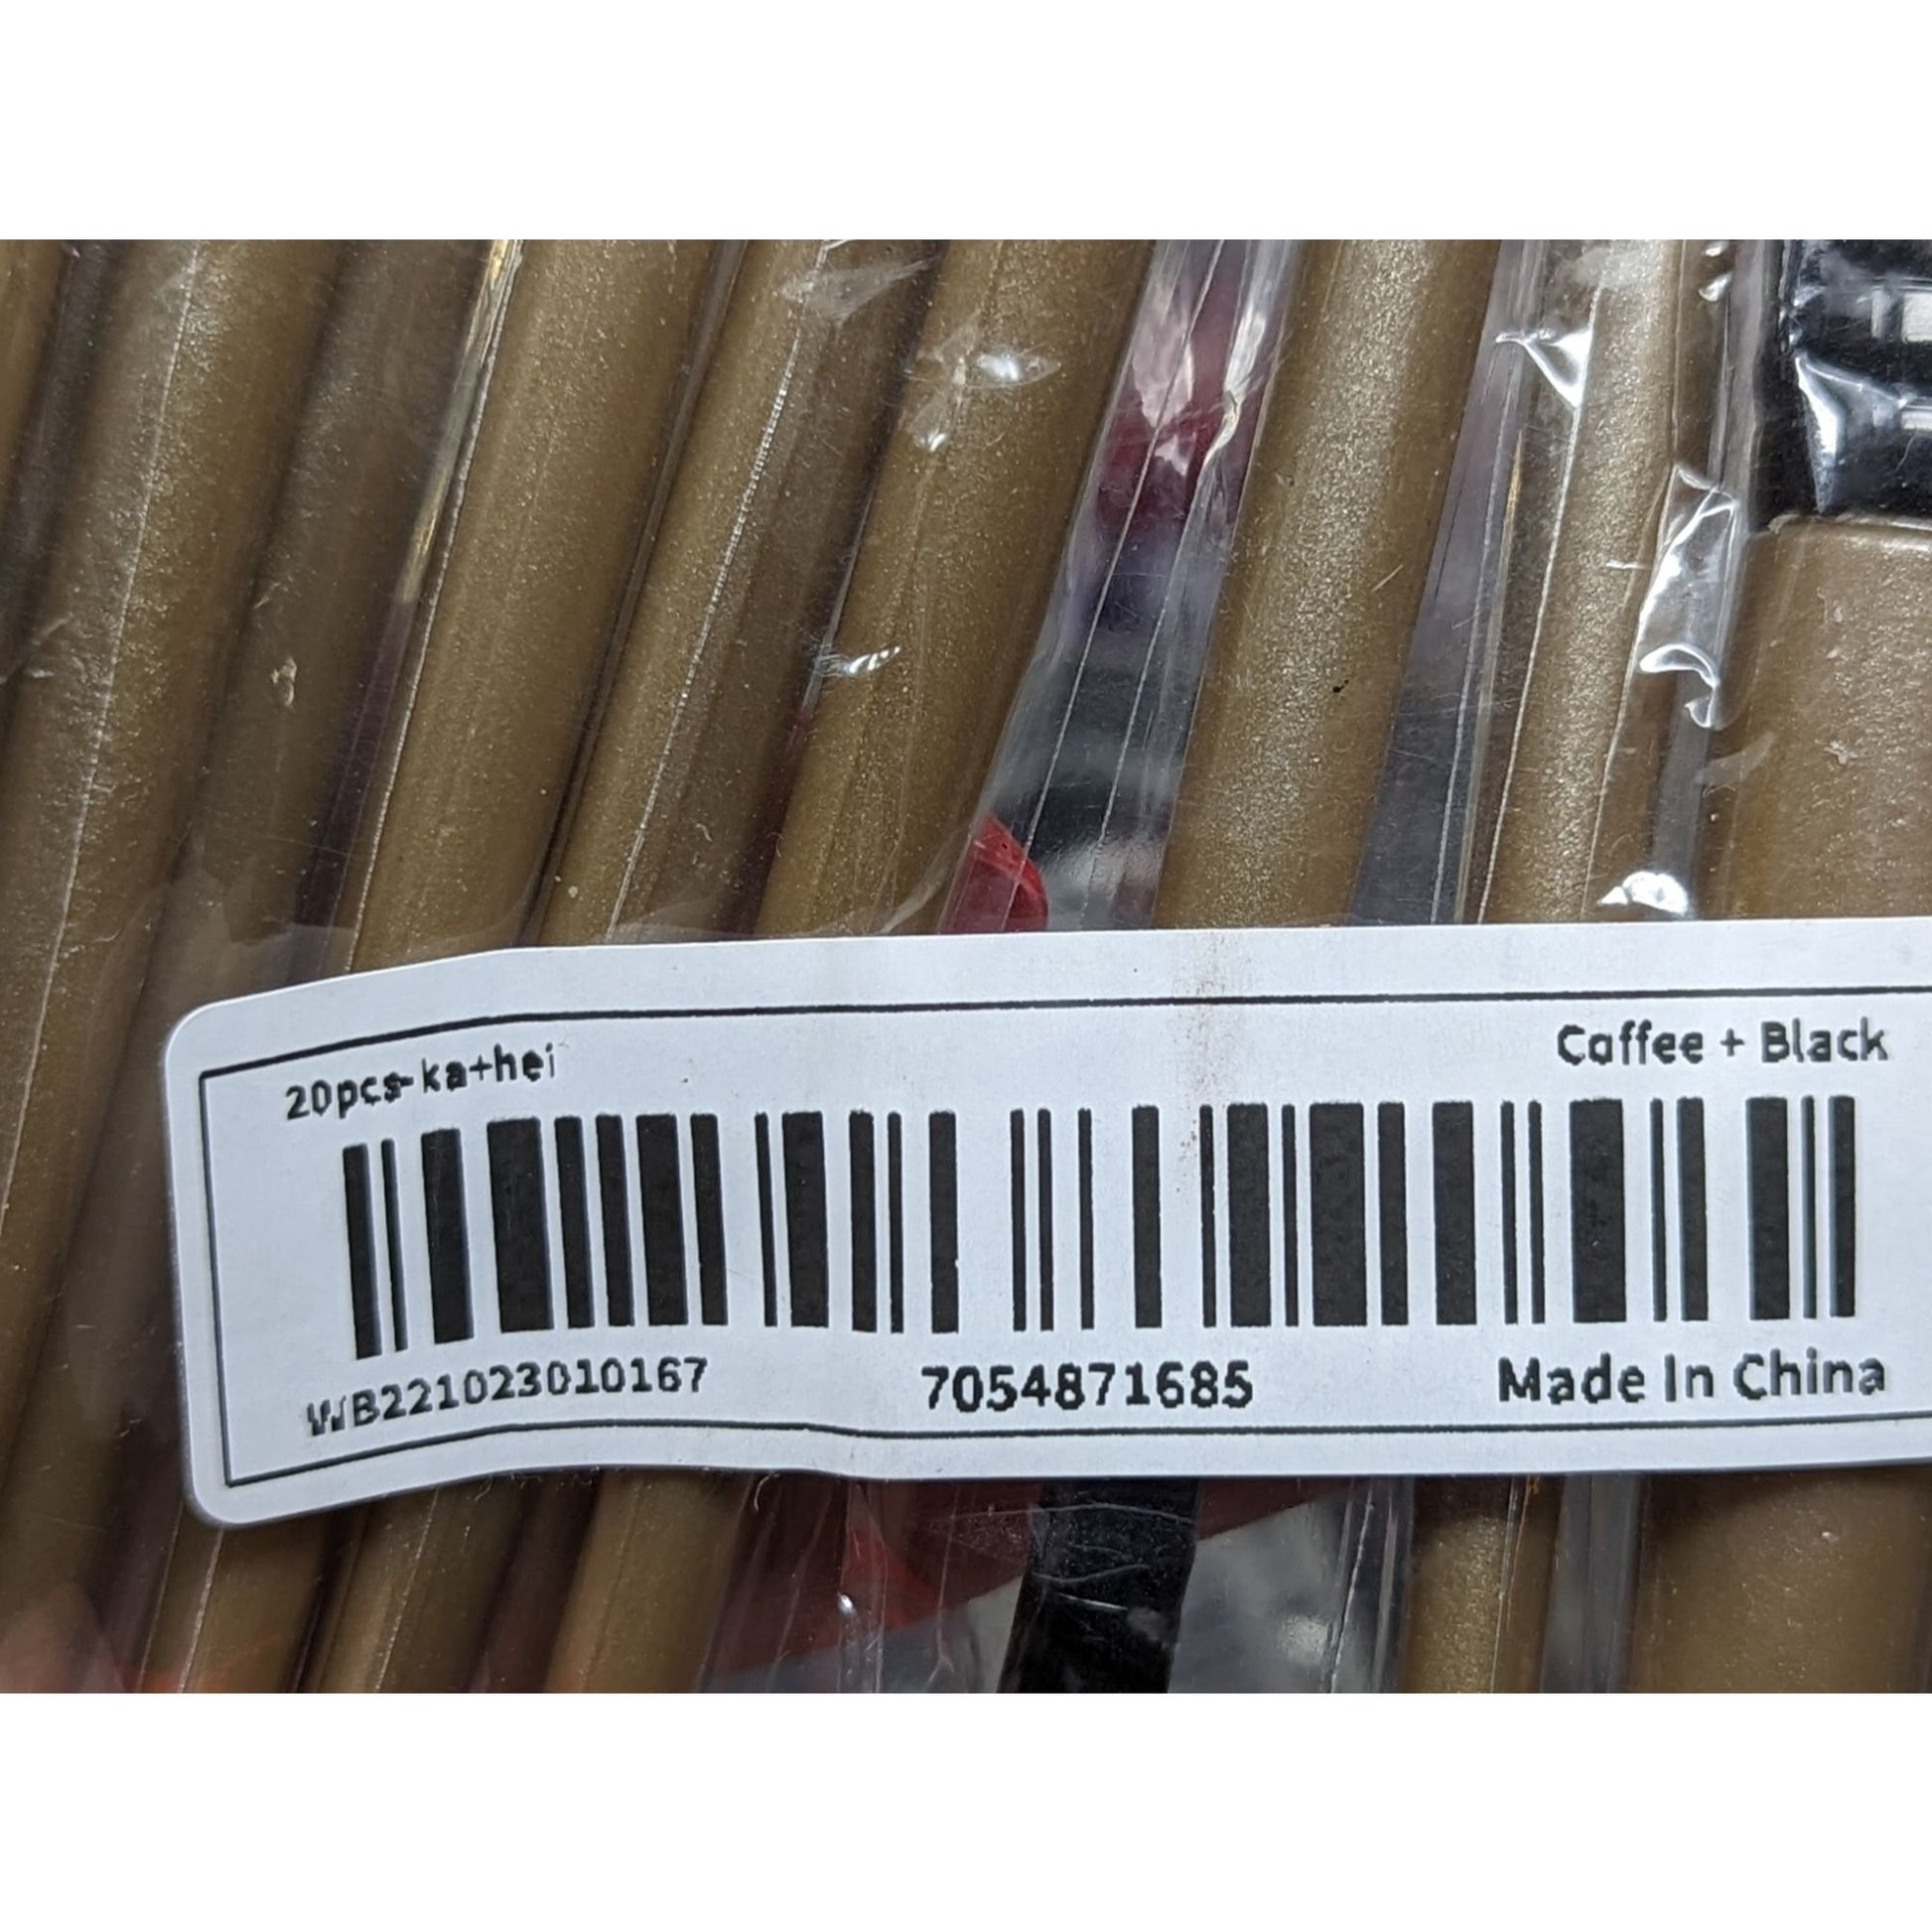 20pcs-ka+hei
Coffee + Black
WB221023010167
7054871685
Made In China